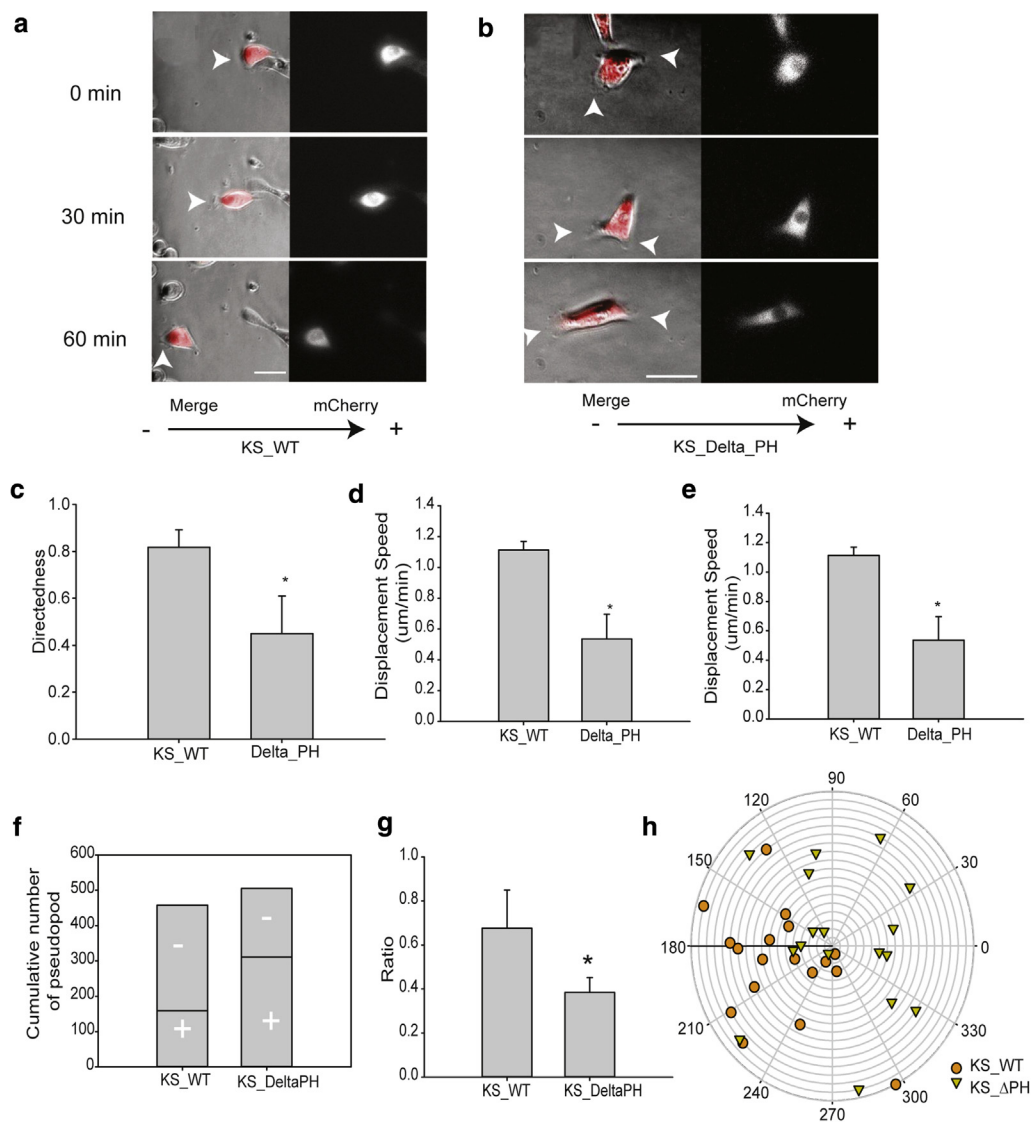 a
0 min
30 min
60 min
Merge mCherry
- +
KS_WT
b
Merge mCherry
- +
KS_Delta_PH
c
Directedness
1.0
0.8
0.6
0.4
0.2
0.0
*
KS_WT Delta_PH
d
Displacement Speed
(um/min)
1.4
1.2
1.0
0.8
0.6
0.4
0.2
0.0
*
KS_WT Delta_PH
e
Displacement Speed
(um/min)
1.4
1.2
1.0
0.8
0.6
0.4
0.2
0.0
*
KS_WT Delta_PH
f
Cumulative number
of pseudopod
600
500
400
300
200
100
0
- -
+ +
KS_WT KS_DeltaPH
g
Ratio
1.0
0.8
0.6
0.4
0.2
0.0
*
KS_WT KS_DeltaPH
h
90
120 60
150 30
180 0
210 330
240 300
270
KS_WT
KS_ΔPH